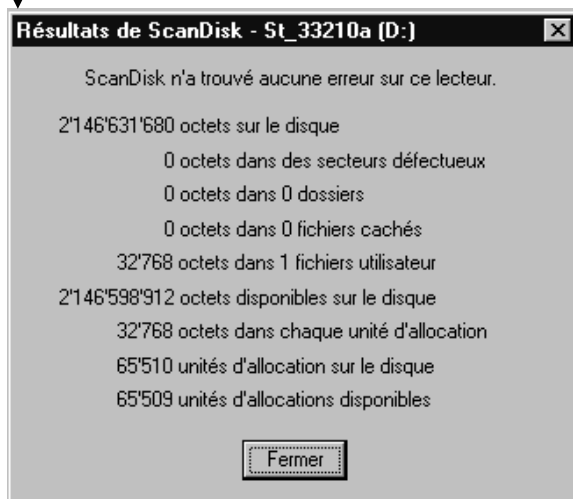 Résultats de ScanDisk - St_33210a (D:)
ScanDisk n'a trouvé aucune erreur sur ce lecteur.
2'146'631'680 octets sur le disque
0 octets dans des secteurs défectueux
0 octets dans 0 dossiers
0 octets dans 0 fichiers cachés
32'768 octets dans 1 fichiers utilisateur
2'146'598'912 octets disponibles sur le disque
32'768 octets dans chaque unité d'allocation
65'510 unités d'allocation sur le disque
65'509 unités d'allocations disponibles
Fermer